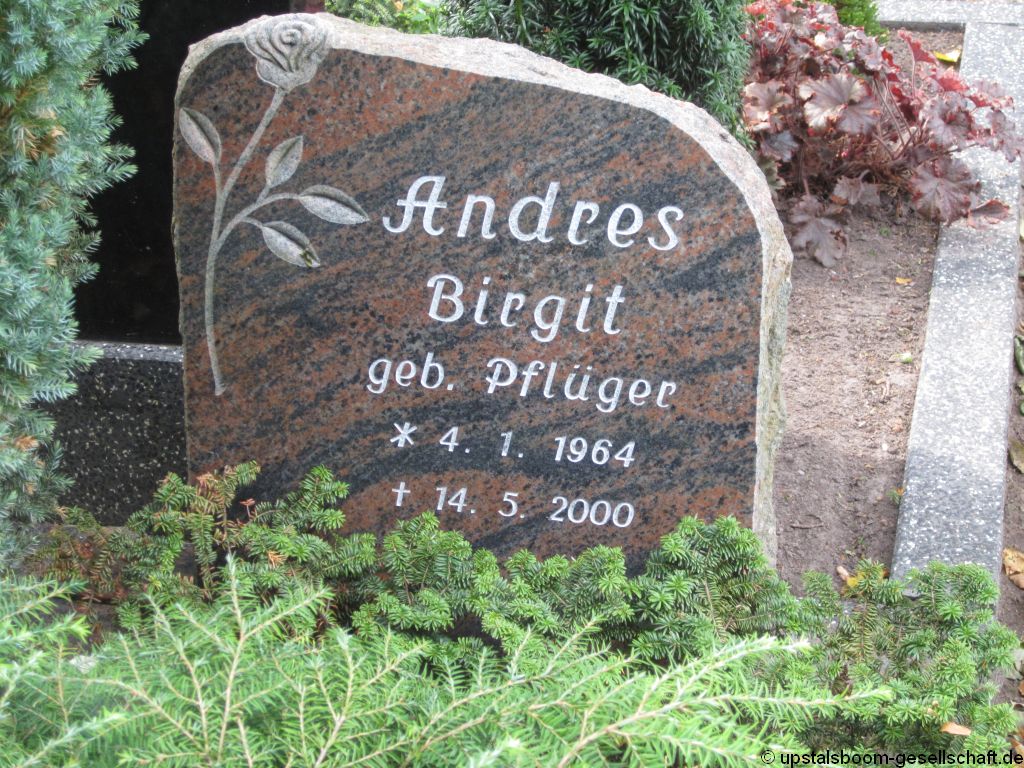 Andres
Birgit
geb. Pflüger
* 4. 1. 1964
† 14. 5. 2000
© upstalsboom-gesellschaft.de